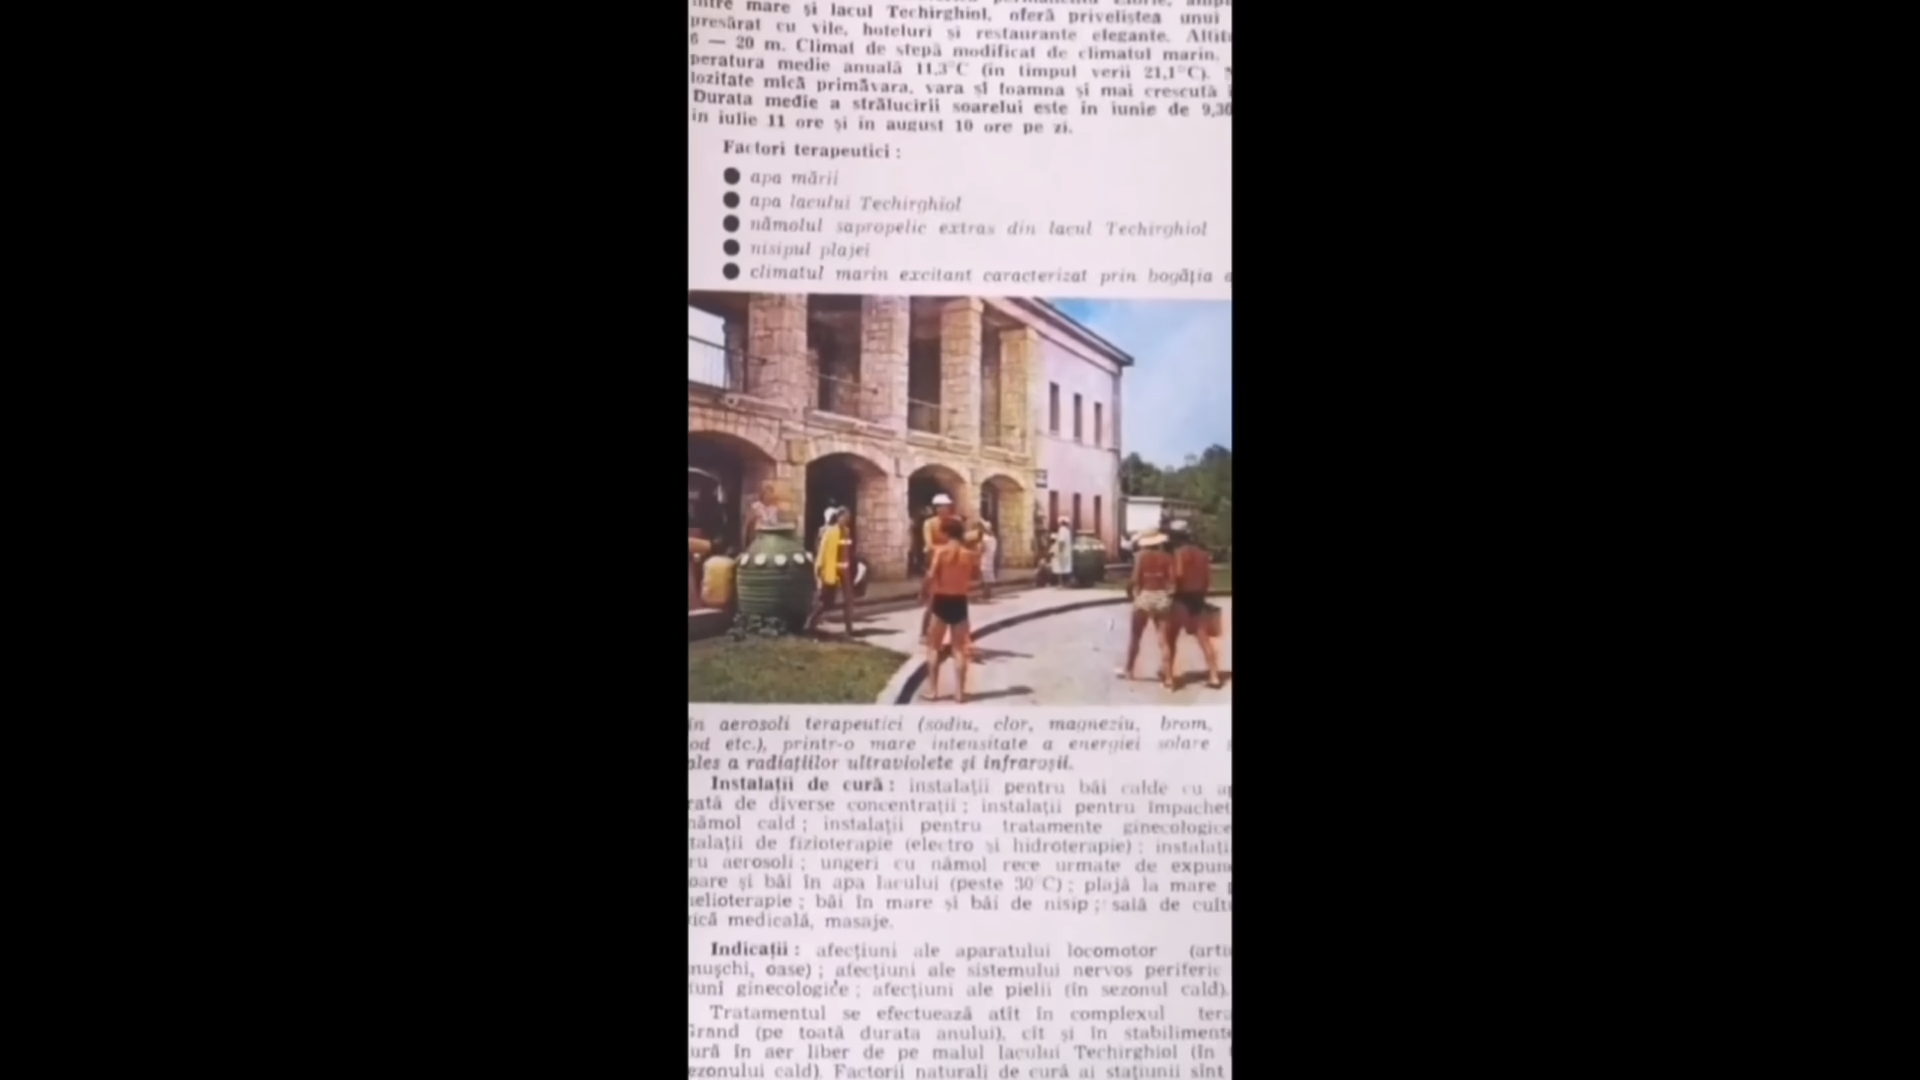 între mare și lacul Techirghiol, oferă priveliștea unui
presărat cu vile, hoteluri și restaurante elegante.
6 — 20 m. Climat de stepă modificat de climatul marin.
peratura medie anuală 11,3°C (în timpul verii 21,1°C).
lozitate mică primăvara, vara și toamna și mai crescută
Durata medie a strălucirii soarelui este în iunie de 9,30
în iulie 11 ore și în august 10 ore pe zi.
Factori terapeutici :
● apa mării
● apa lacului Techirghiol
● nămolul sapropelic extras din lacul Techirghiol
● nisipul plajei
● climatul marin excitant caracterizat prin bogăția
în aerosoli terapeutici (sodiu, clor, magneziu, brom,
od etc.), printr-o mare intensitate a energiei solare
ales a radiațiilor ultraviolete și infraroșii.
Instalații de cură : instalații pentru băi calde cu
rată de diverse concentrații ; instalații pentru împachet
nămol cald ; instalații pentru tratamente ginecologice
talații de fizioterapie (electro și hidroterapie) ; instalați
ru aerosoli ; ungeri cu nămol rece urmate de expun
oare și băi în apa lacului (peste 30°C) ; plajă la mare
elioterapie ; băi în mare și băi de nisip ; sală de cult
ică medicală, masaje.
Indicații : afecțiuni ale aparatului locomotor (artic
mușchi, oase) ; afecțiuni ale sistemului nervos periferic
iuni ginecologice ; afecțiuni ale pielii (în sezonul cald).
Tratamentul se efectuează atît în complexul tera
Grand (pe toată durata anului), cît și în stabiliment
ură în aer liber de pe malul lacului Techirghiol (în
ezonului cald). Factorii naturali de cură ai stațiunii sînt